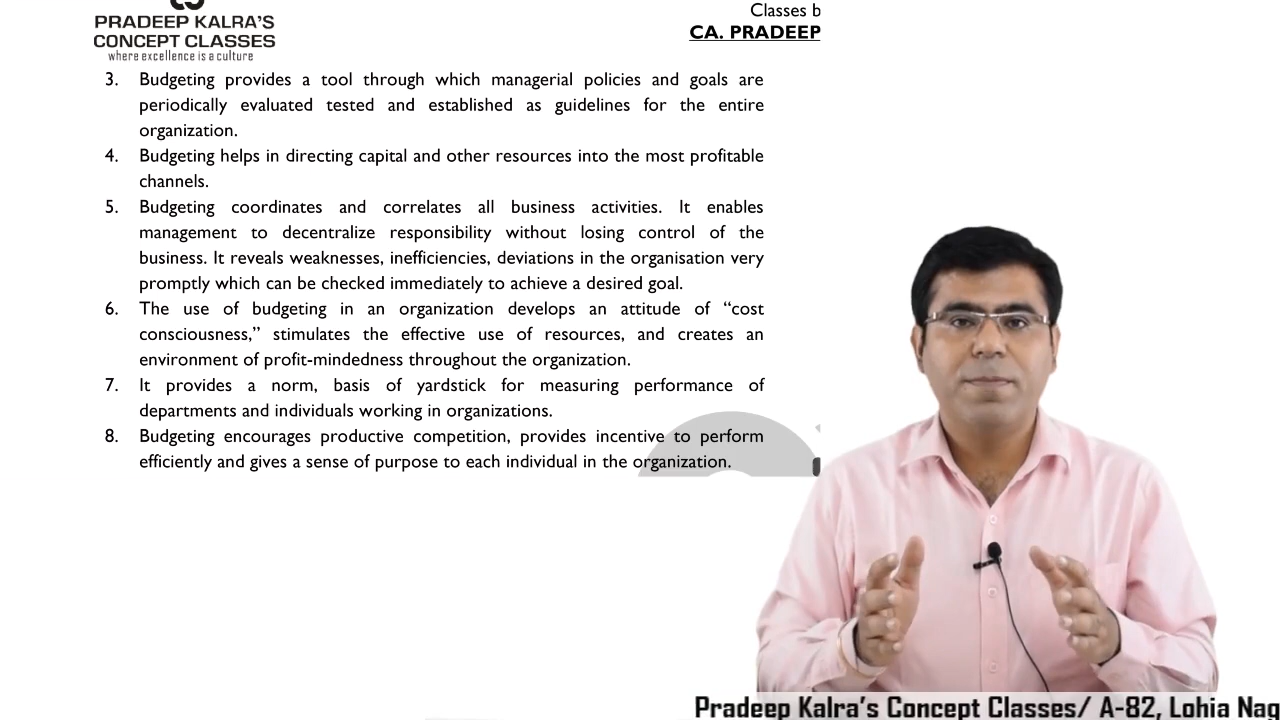 PRADEEP KALRA'S
CONCEPT CLASSES
where excellence is a culture
Classes b
CA. PRADEEP
3. Budgeting provides a tool through which managerial policies and goals are
periodically evaluated tested and established as guidelines for the entire
organization.
4. Budgeting helps in directing capital and other resources into the most profitable
channels.
5. Budgeting coordinates and correlates all business activities. It enables
management to decentralize responsibility without losing control of the
business. It reveals weaknesses, inefficiencies, deviations in the organisation very
promptly which can be checked immediately to achieve a desired goal.
6. The use of budgeting in an organization develops an attitude of “cost
consciousness,” stimulates the effective use of resources, and creates an
environment of profit-mindedness throughout the organization.
7. It provides a norm, basis of yardstick for measuring performance of
departments and individuals working in organizations.
8. Budgeting encourages productive competition, provides incentive to perform
efficiently and gives a sense of purpose to each individual in the organization.
Pradeep Kalra's Concept Classes/ A-82, Lohia Nag